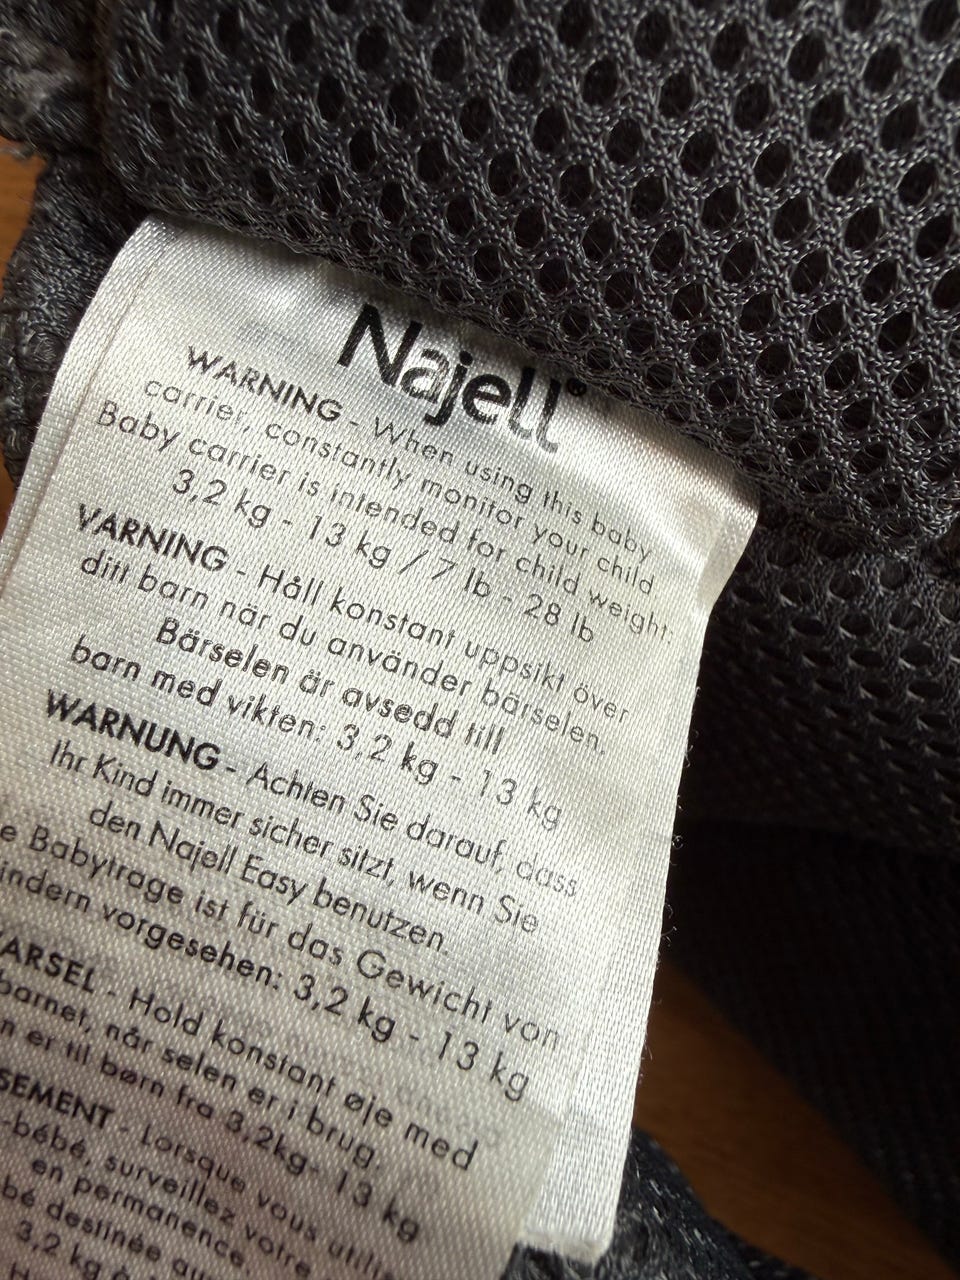 Najell®
WARNING - When using this baby
carrier, constantly monitor your child
Baby carrier is intended for child weight:
3,2 kg - 13 kg / 7 lb - 28 lb
VARNING - Håll konstant uppsikt över
ditt barn när du använder bärselen.
Bärselen är avsedd till
barn med vikten: 3,2 kg - 13 kg
WARNUNG - Achten Sie darauf, dass
Ihr Kind immer sicher sitzt, wenn Sie
den Najell Easy benutzen.
e Babytrage ist für das Gewicht von
indern vorgesehen: 3,2 kg - 13 kg
ARSEL - Hold konstant øje med
barnet, når selen er i brug.
n er til børn fra 3,2kg- 13 kg
SEMENT - Lorsque vous utilise
-bébé, surveillez votre
en permanence.
bé destinée au
3,2 kg à